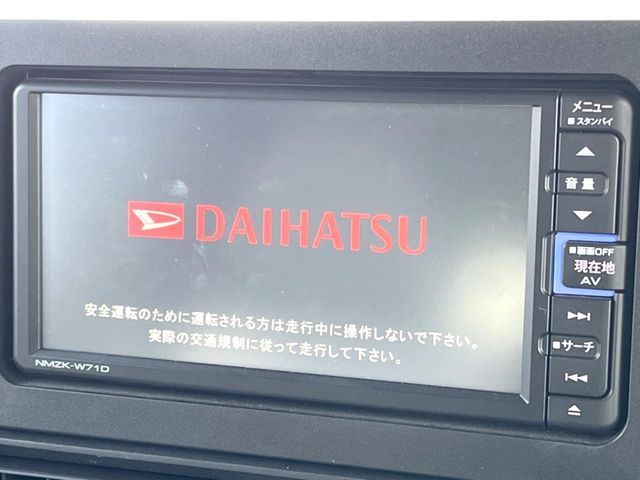 DAIHATSU
安全運転のために運転される方は走行中に操作しないで下さい。
実際の交通規制に従って走行して下さい。
NMZK-W71D
メニュー
スタンバイ
音量
画面OFF
現在地
AV
サーチ